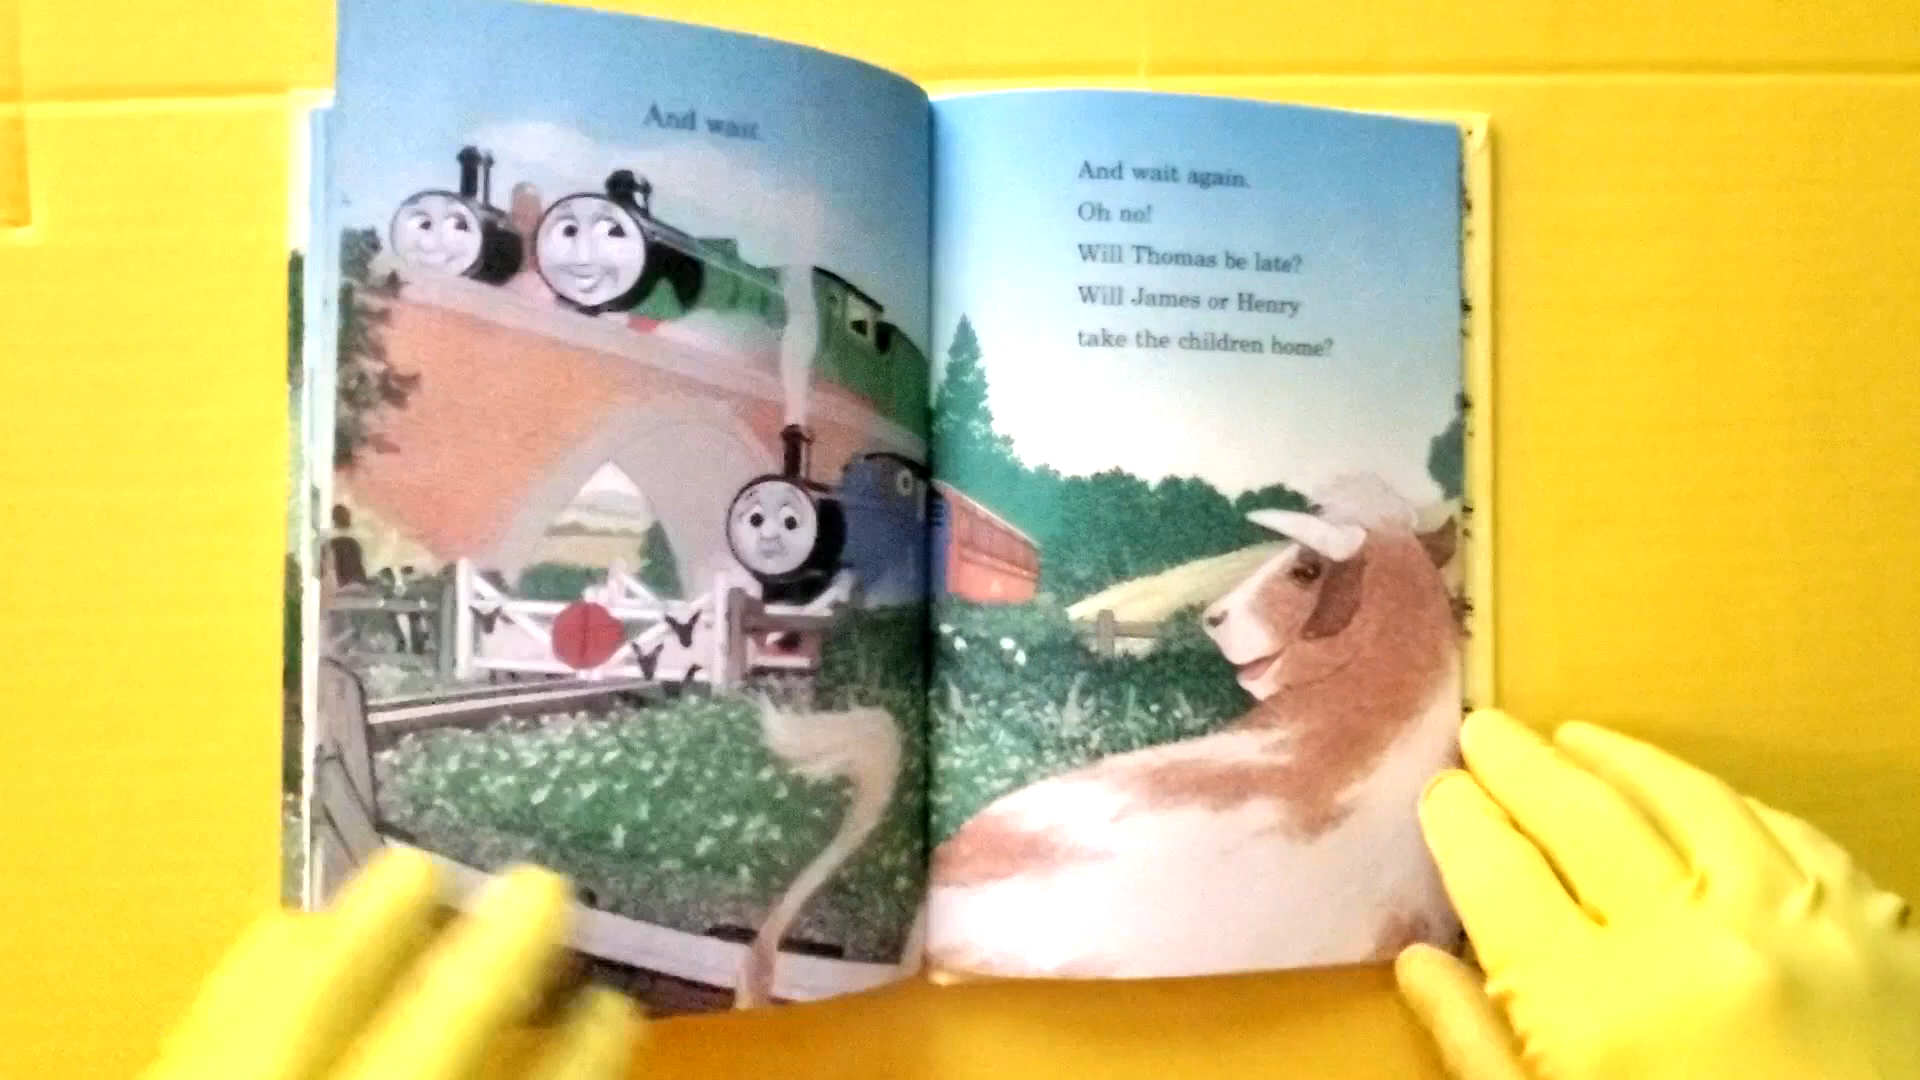 And wait.
And wait again.
Oh no!
Will Thomas be late?
Will James or Henry
take the children home?